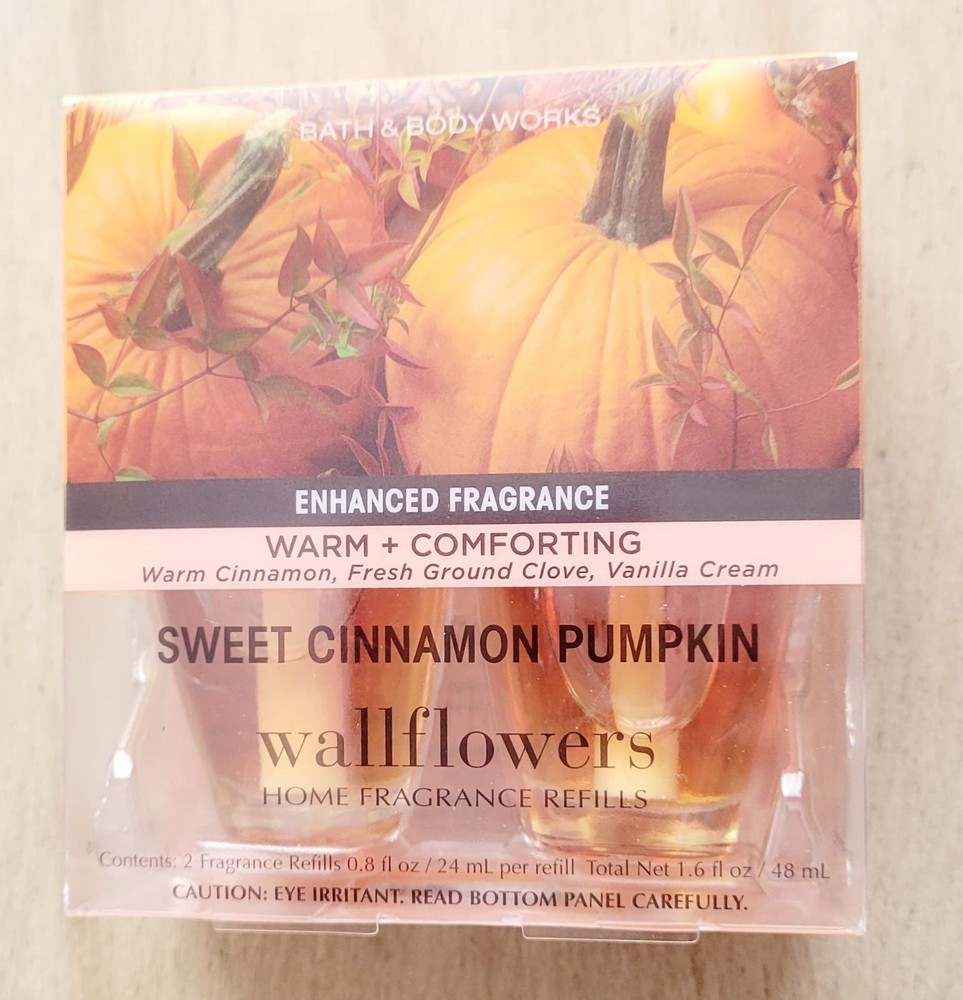 BATH & BODY WORKS
ENHANCED FRAGRANCE
WARM + COMFORTING
Warm Cinnamon, Fresh Ground Clove, Vanilla Cream
SWEET CINNAMON PUMPKIN
wallflowers
HOME FRAGRANCE REFILLS
Contents: 2 Fragrance Refills 0.8 fl oz / 24 mL per refill Total Net 1.6 fl oz / 48 mL
CAUTION: EYE IRRITANT. READ BOTTOM PANEL CAREFULLY.